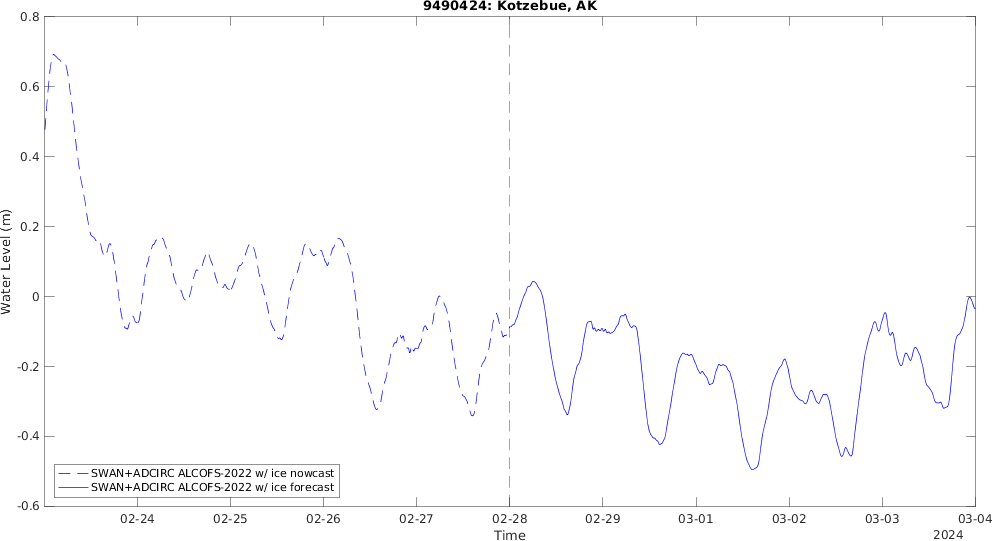 9490424: Kotzebue, AK
0.8
0.6
0.4
0.2
0
-0.2
-0.4
-0.6
Water Level (m)
SWAN+ADCIRC ALCOFS-2022 w/ ice nowcast
SWAN+ADCIRC ALCOFS-2022 w/ ice forecast
02-24 02-25 02-26 02-27 02-28 02-29 03-01 03-02 03-03 03-04
Time
2024